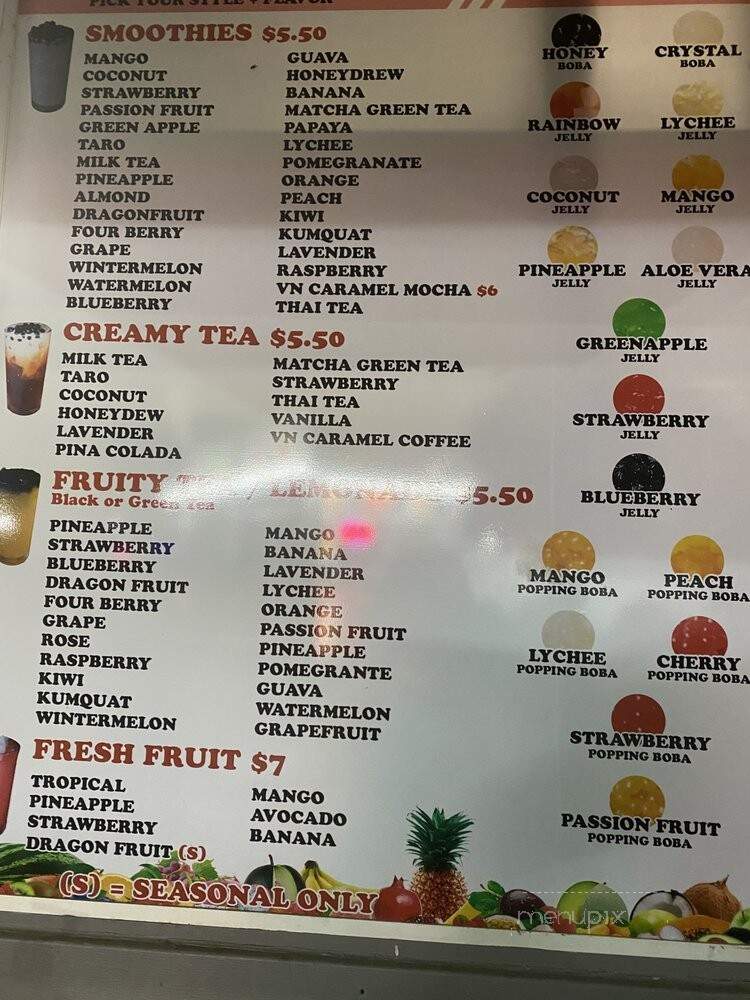 PICK YOUR STYLE + FLAVOR
SMOOTHIES $5.50
MANGO
COCONUT
STRAWBERRY
PASSION FRUIT
GREEN APPLE
TARO
MILK TEA
PINEAPPLE
ALMOND
DRAGONFRUIT
FOUR BERRY
GRAPE
WINTERMELON
WATERMELON
BLUEBERRY
GUAVA
HONEYDREW
BANANA
MATCHA GREEN TEA
PAPAYA
LYCHEE
POMEGRANATE
ORANGE
PEACH
KIWI
KUMQUAT
LAVENDER
RASPBERRY
VN CARAMEL MOCHA $6
THAI TEA
CREAMY TEA $5.50
MILK TEA
TARO
COCONUT
HONEYDEW
LAVENDER
PINA COLADA
MATCHA GREEN TEA
STRAWBERRY
THAI TEA
VANILLA
VN CARAMEL COFFEE
FRUITY TEA / LEMONADE $5.50
Black or Green Tea
PINEAPPLE
STRAWBERRY
BLUEBERRY
DRAGON FRUIT
FOUR BERRY
GRAPE
ROSE
RASPBERRY
KIWI
KUMQUAT
WINTERMELON
MANGO
BANANA
LAVENDER
LYCHEE
ORANGE
PASSION FRUIT
PINEAPPLE
POMEGRANTE
GUAVA
WATERMELON
GRAPEFRUIT
FRESH FRUIT $7
TROPICAL
PINEAPPLE
STRAWBERRY
DRAGON FRUIT (S)
MANGO
AVOCADO
BANANA
(S) = SEASONAL ONLY
HONEY
BOBA
CRYSTAL
BOBA
RAINBOW
JELLY
LYCHEE
JELLY
COCONUT
JELLY
MANGO
JELLY
PINEAPPLE
JELLY
ALOE VERA
JELLY
GREENAPPLE
JELLY
STRAWBERRY
JELLY
BLUEBERRY
JELLY
MANGO
POPPING BOBA
PEACH
POPPING BOBA
LYCHEE
POPPING BOBA
CHERRY
POPPING BOBA
STRAWBERRY
POPPING BOBA
PASSION FRUIT
POPPING BOBA
menupix